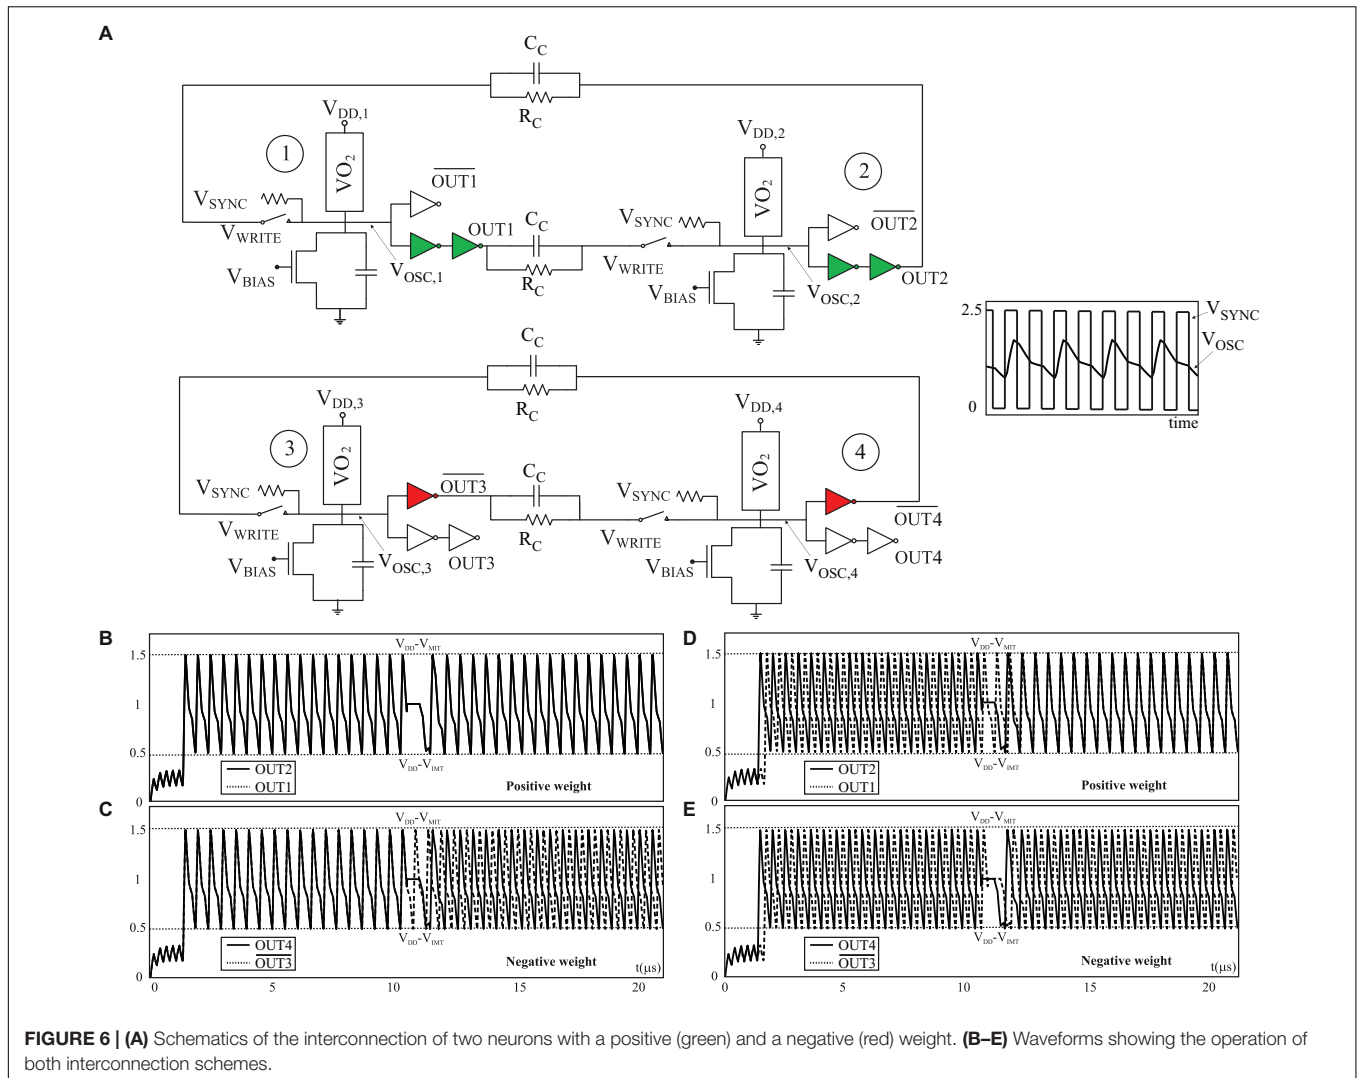 A
C_C
R_C
V_DD,1
V_DD,2
1
VO_2
OUT1
2
VO_2
V_SYNC
V_WRITE
OUT1
C_C
R_C
V_SYNC
V_WRITE
OUT2
V_BIAS
V_OSC,1
V_BIAS
V_OSC,2
OUT2
2.5
V_SYNC
V_OSC
0
time
C_C
R_C
V_DD,3
V_DD,4
3
VO_2
OUT3
4
VO_2
V_SYNC
V_WRITE
C_C
R_C
V_SYNC
V_WRITE
OUT4
V_BIAS
V_OSC,3
OUT3
V_BIAS
V_OSC,4
OUT4
B
V_DD-V_MIT
1.5
1
0.5
V_DD-V_IMT
OUT2
OUT1
Positive weight
0
C
V_DD-V_MIT
1.5
1
0.5
V_DD-V_IMT
OUT4
OUT3
Negative weight
t(μs)
0
0 5 10 15 20
D
V_DD-V_MIT
1.5
1
0.5
V_DD-V_IMT
OUT2
OUT1
Positive weight
0
E
V_DD-V_MIT
1.5
1
0.5
V_DD-V_IMT
OUT4
OUT3
Negative weight
t(μs)
0
0 5 10 15 20
FIGURE 6 | (A) Schematics of the interconnection of two neurons with a positive (green) and a negative (red) weight. (B–E) Waveforms showing the operation of
both interconnection schemes.